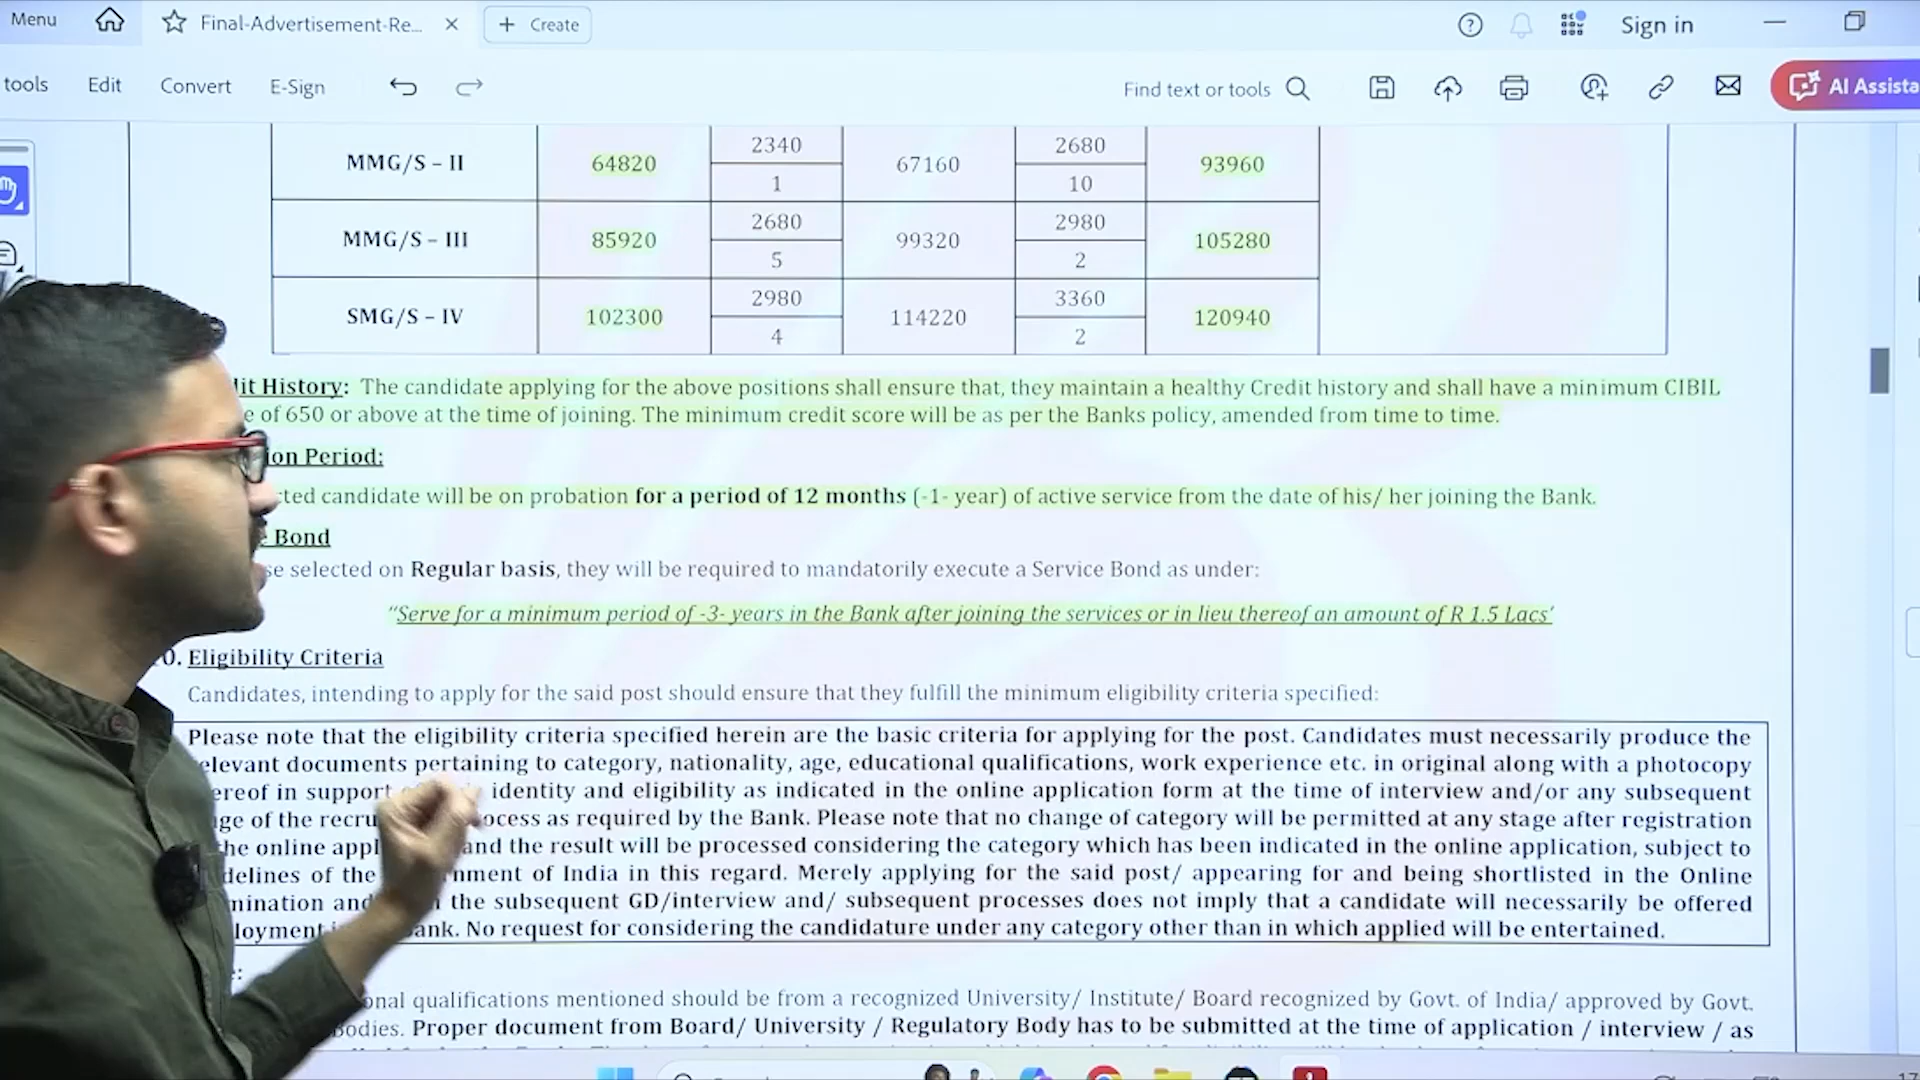 Menu
Final-Advertisement-Re...
Create
Sign in
tools
Edit
Convert
E-Sign
Find text or tools
AI Assista
MMG/S – II 64820 2340 1 67160 2680 10 93960
MMG/S – III 85920 2680 5 99320 2980 2 105280
SMG/S – IV 102300 2980 4 114220 3360 2 120940
it History: The candidate applying for the above positions shall ensure that, they maintain a healthy Credit history and shall have a minimum CIBIL
e of 650 or above at the time of joining. The minimum credit score will be as per the Banks policy, amended from time to time.
ion Period:
cted candidate will be on probation for a period of 12 months (-1- year) of active service from the date of his/ her joining the Bank.
e Bond
se selected on Regular basis, they will be required to mandatorily execute a Service Bond as under:
“Serve for a minimum period of -3- years in the Bank after joining the services or in lieu thereof an amount of R 1.5 Lacs’
0. Eligibility Criteria
Candidates, intending to apply for the said post should ensure that they fulfill the minimum eligibility criteria specified:
Please note that the eligibility criteria specified herein are the basic criteria for applying for the post. Candidates must necessarily produce the
elevant documents pertaining to category, nationality, age, educational qualifications, work experience etc. in original along with a photocopy
ereof in support identity and eligibility as indicated in the online application form at the time of interview and/or any subsequent
ge of the recru ocess as required by the Bank. Please note that no change of category will be permitted at any stage after registration
he online appl and the result will be processed considering the category which has been indicated in the online application, subject to
delines of the nment of India in this regard. Merely applying for the said post/ appearing for and being shortlisted in the Online
mination and the subsequent GD/interview and/ subsequent processes does not imply that a candidate will necessarily be offered
loyment ank. No request for considering the candidature under any category other than in which applied will be entertained.
e:
onal qualifications mentioned should be from a recognized University/ Institute/ Board recognized by Govt. of India/ approved by Govt.
Bodies. Proper document from Board/ University / Regulatory Body has to be submitted at the time of application / interview / as